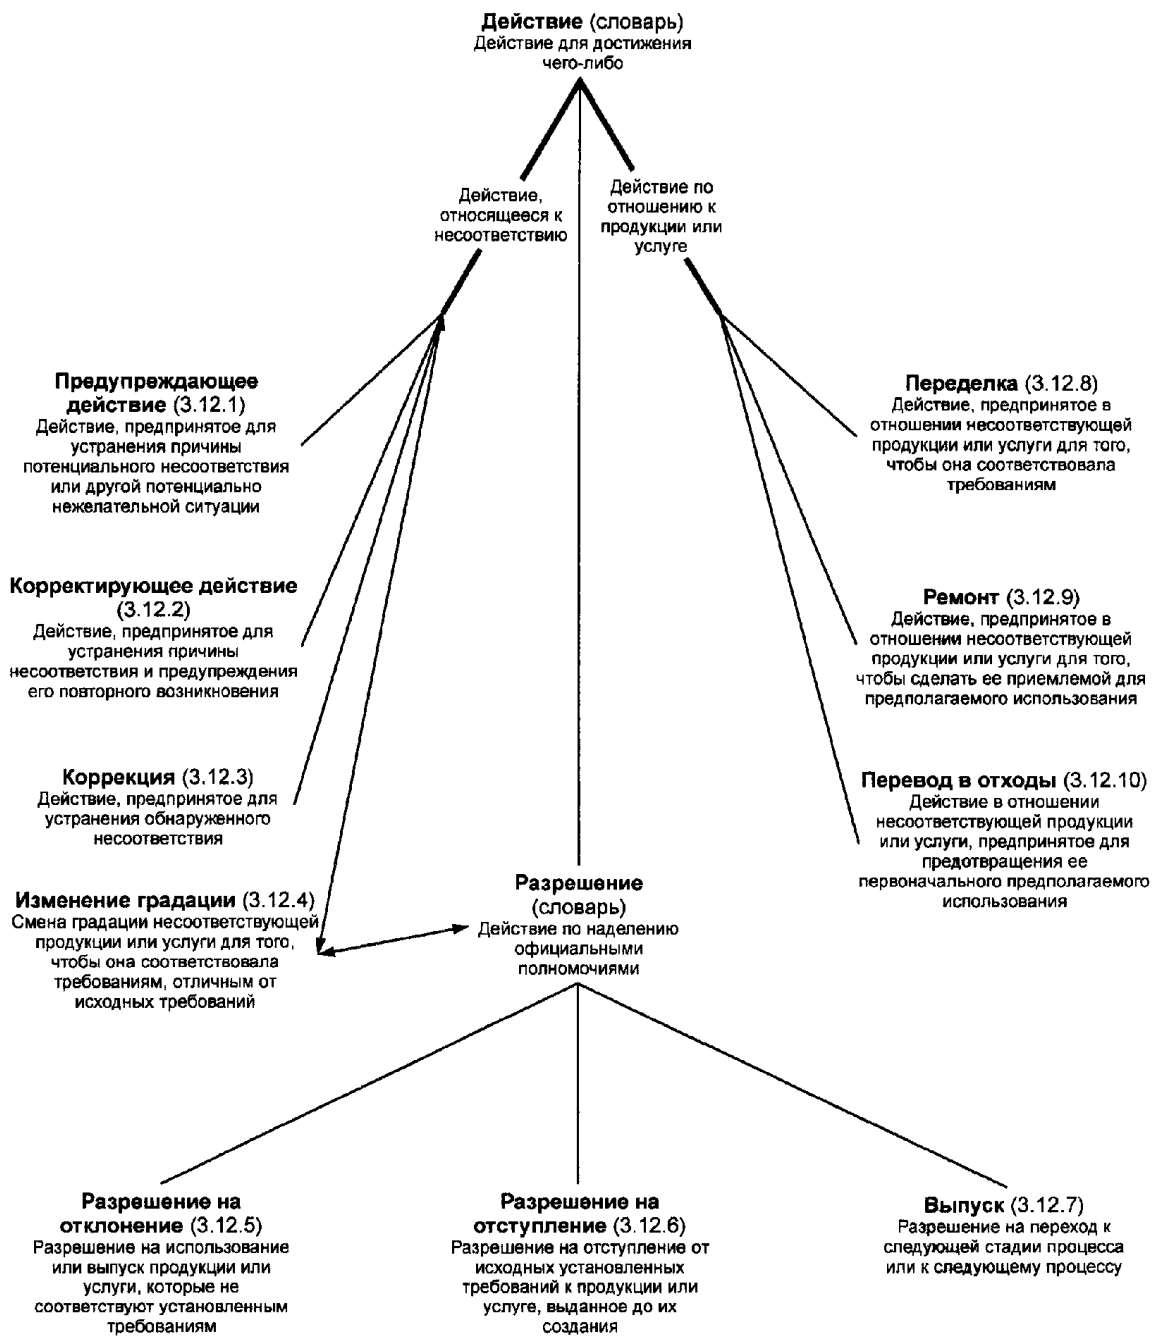 Действие (словарь)
Действие для достижения
чего-либо
Действие,
относящееся к
несоответствию
Действие по
отношению к
продукции или
услуге
Предупреждающее
действие (3.12.1)
Действие, предпринятое для
устранения причины
потенциального несоответствия
или другой потенциально
нежелательной ситуации
Переделка (3.12.8)
Действие, предпринятое в
отношении несоответствующей
продукции или услуги для того,
чтобы она соответствовала
требованиям
Корректирующее действие
(3.12.2)
Действие, предпринятое для
устранения причины
несоответствия и предупреждения
его повторного возникновения
Ремонт (3.12.9)
Действие, предпринятое в
отношении несоответствующей
продукции или услуги для того,
чтобы сделать ее приемлемой для
предполагаемого использования
Коррекция (3.12.3)
Действие, предпринятое для
устранения обнаруженного
несоответствия
Перевод в отходы (3.12.10)
Действие в отношении
несоответствующей продукции
или услуги, предпринятое для
предотвращения ее
первоначального предполагаемого
использования
Изменение градации (3.12.4)
Смена градации несоответствующей
продукции или услуги для того,
чтобы она соответствовала
требованиям, отличным от
исходных требований
Разрешение
(словарь)
Действие по наделению
официальными
полномочиями
Разрешение на
отклонение (3.12.5)
Разрешение на использование
или выпуск продукции или
услуги, которые не
соответствуют установленным
требованиям
Разрешение на
отступление (3.12.6)
Разрешение на отступление от
исходных установленных
требований к продукции или
услуге, выданное до их
создания
Выпуск (3.12.7)
Разрешение на переход к
следующей стадии процесса
или к следующему процессу